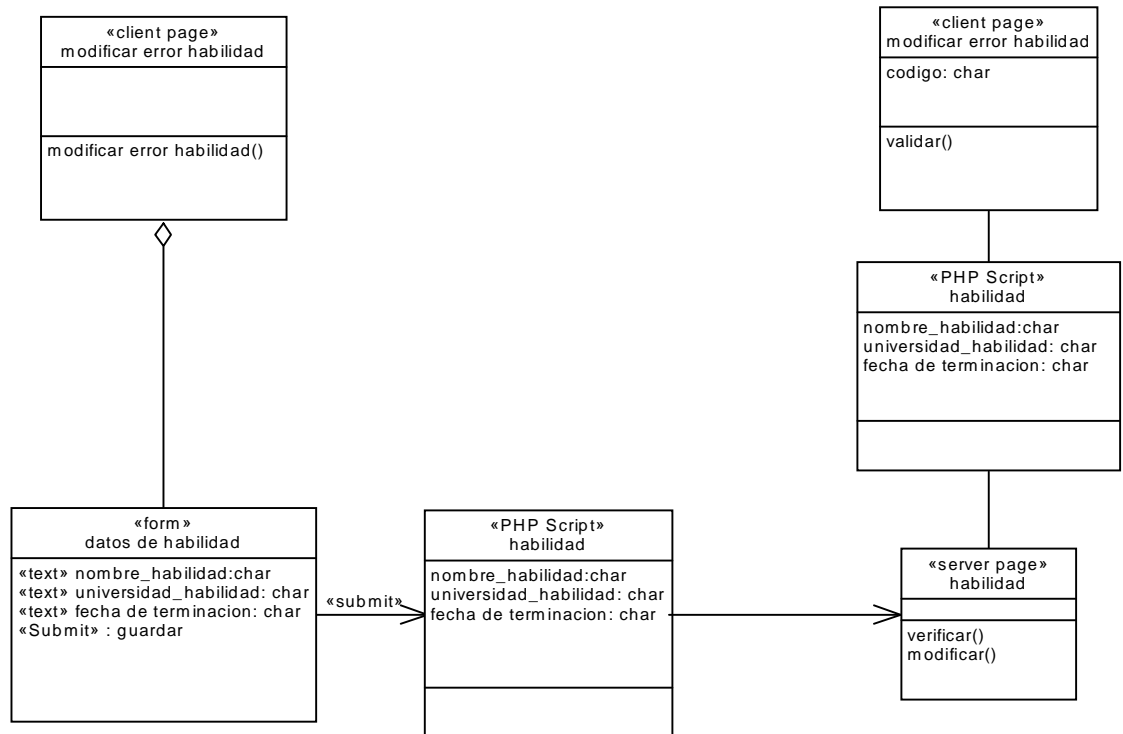 «client page»
modificar error habilidad
modificar error habilidad()
«client page»
modificar error habilidad
codigo: char
validar()
«PHP Script»
habilidad
nombre_habilidad:char
universidad_habilidad: char
fecha de terminacion: char
«form»
datos de habilidad
«text» nombre_habilidad:char
«text» universidad_habilidad: char
«text» fecha de terminacion: char
«Submit» : guardar
«submit»
«PHP Script»
habilidad
nombre_habilidad:char
universidad_habilidad: char
fecha de terminacion: char
«server page»
habilidad
verificar()
modificar()